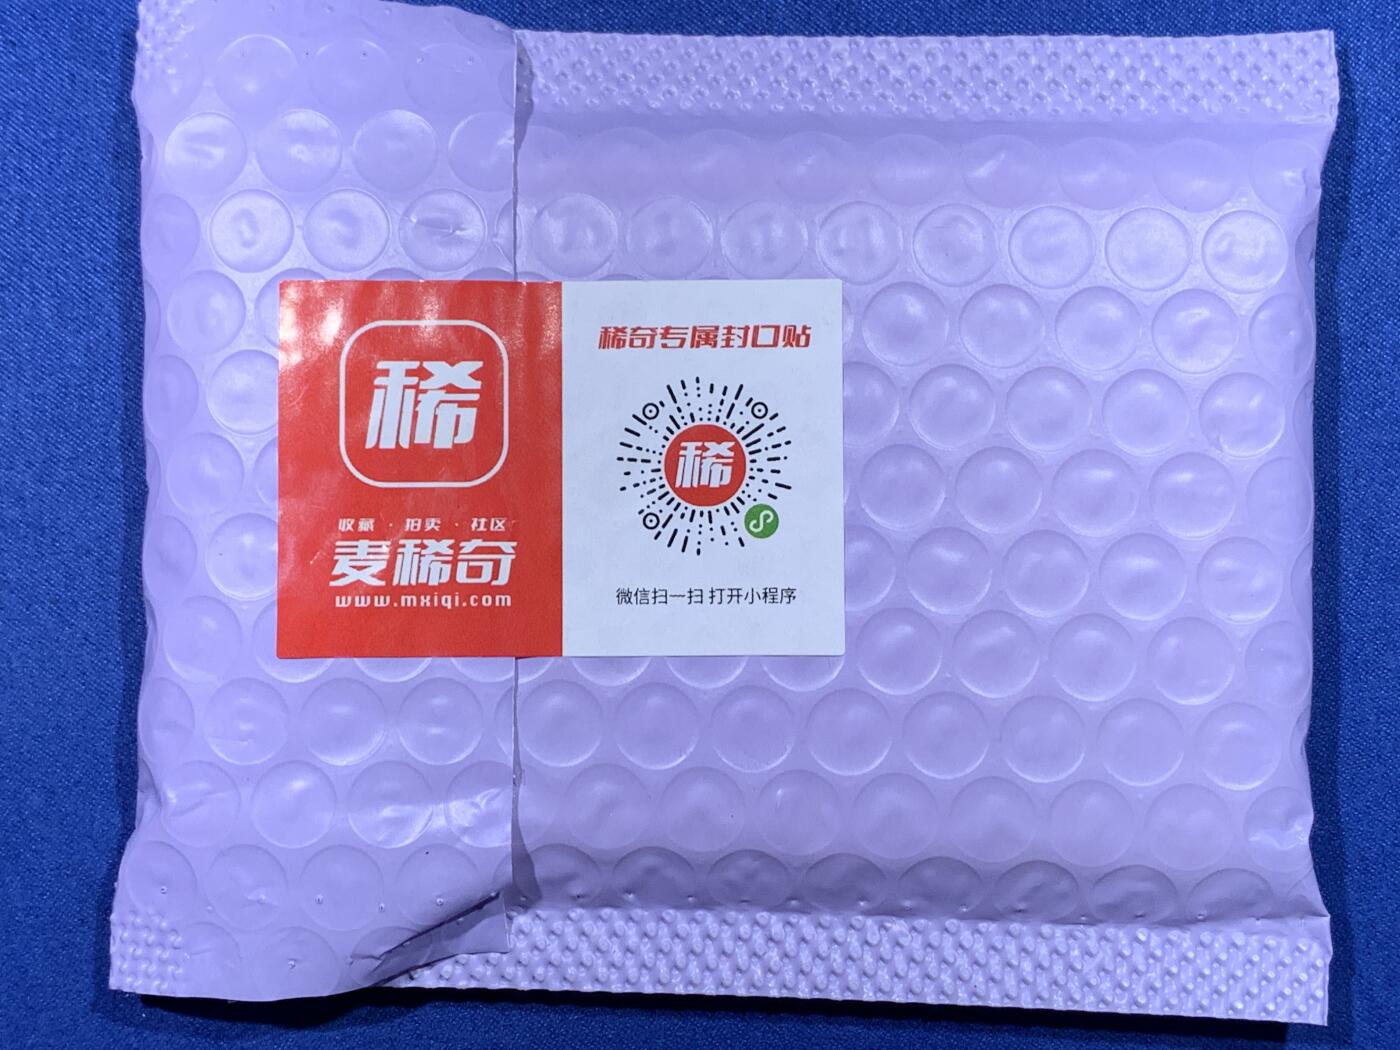 稀
收藏 · 拍卖 · 社区
麦稀奇
www.mxiqi.com
稀奇专属封口贴
稀
微信扫一扫 打开小程序